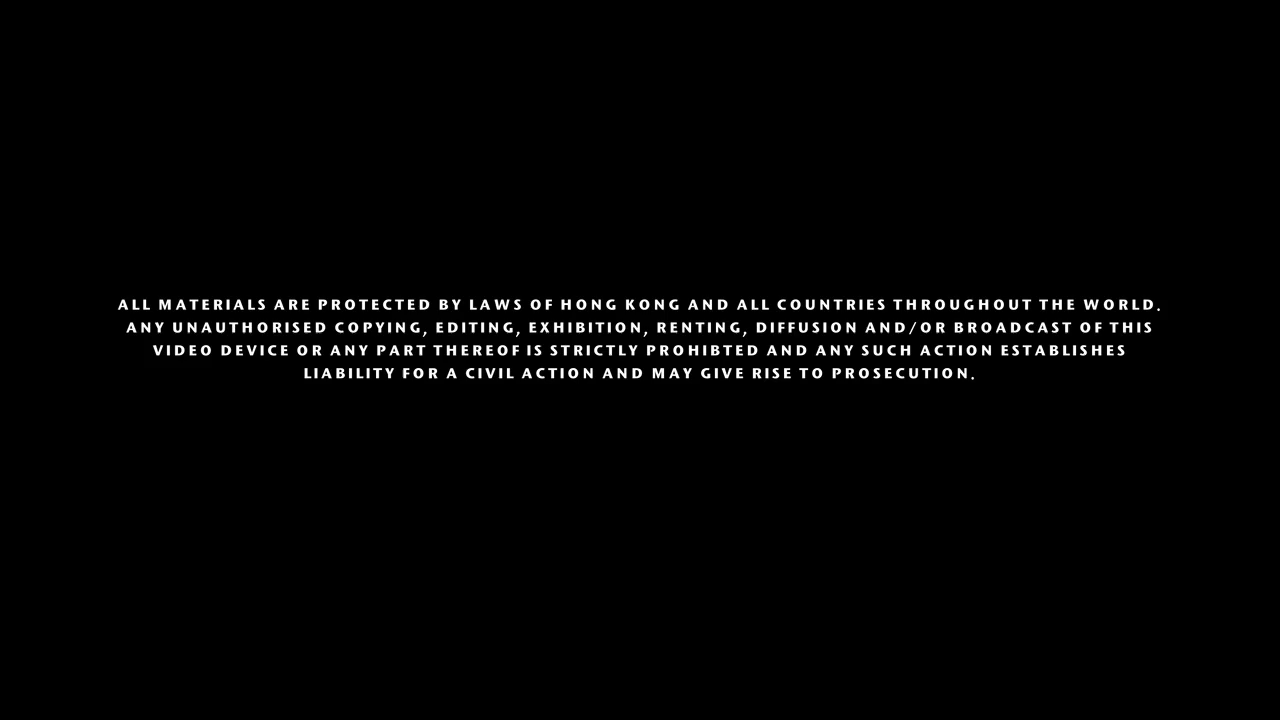 ALL MATERIALS ARE PROTECTED BY LAWS OF HONG KONG AND ALL COUNTRIES THROUGHOUT THE WORLD.
ANY UNAUTHORISED COPYING, EDITING, EXHIBITION, RENTING, DIFFUSION AND/OR BROADCAST OF THIS
VIDEO DEVICE OR ANY PART THEREOF IS STRICTLY PROHIBTED AND ANY SUCH ACTION ESTABLISHES
LIABILITY FOR A CIVIL ACTION AND MAY GIVE RISE TO PROSECUTION.